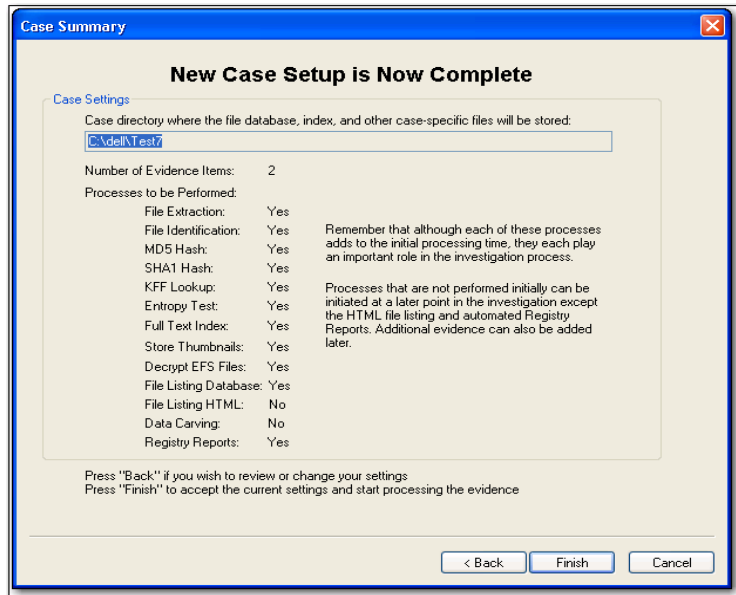 Case Summary
New Case Setup is Now Complete
Case Settings
Case directory where the file database, index, and other case-specific files will be stored:
C:\dell\Test7
Number of Evidence Items: 2
Processes to be Performed:
File Extraction: Yes
File Identification: Yes
MD5 Hash: Yes
SHA1 Hash: Yes
KFF Lookup: Yes
Entropy Test: Yes
Full Text Index: Yes
Store Thumbnails: Yes
Decrypt EFS Files: Yes
File Listing Database: Yes
File Listing HTML: No
Data Carving: No
Registry Reports: Yes
Remember that although each of these processes
adds to the initial processing time, they each play
an important role in the investigation process.
Processes that are not performed initially can be
initiated at a later point in the investigation except
the HTML file listing and automated Registry
Reports. Additional evidence can also be added
later.
Press "Back" if you wish to review or change your settings
Press "Finish" to accept the current settings and start processing the evidence
< Back
Finish
Cancel